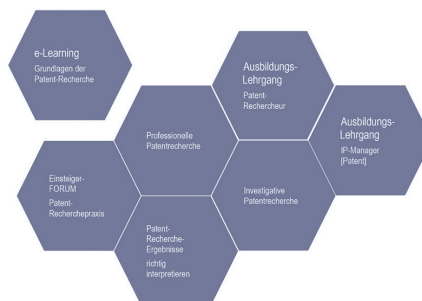 e-Learning
Grundlagen der
Patent-Recherche
Ausbildungs-
Lehrgang
Patent-
Rechercheur
Ausbildungs-
Lehrgang
IP-Manager
[Patent]
Professionelle
Patentrecherche
Einsteiger-
FORUM
Patent-
Recherchepraxis
Investigative
Patentrecherche
Patent-
Recherche-
Ergebnisse
richtig
interpretieren